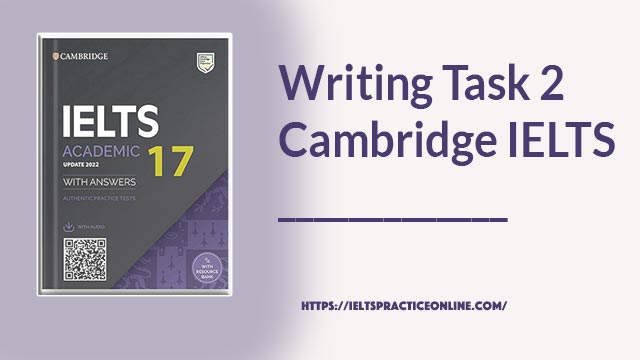 CAMBRIDGE
IELTS
ACADEMIC 17
UPDATE 2022
WITH ANSWERS
AUTHENTIC PRACTICE TESTS
WITH AUDIO
WITH
RESOURCE
BANK
Writing Task 2
Cambridge IELTS
HTTPS://IELTSPRACTICEONLINE.COM/